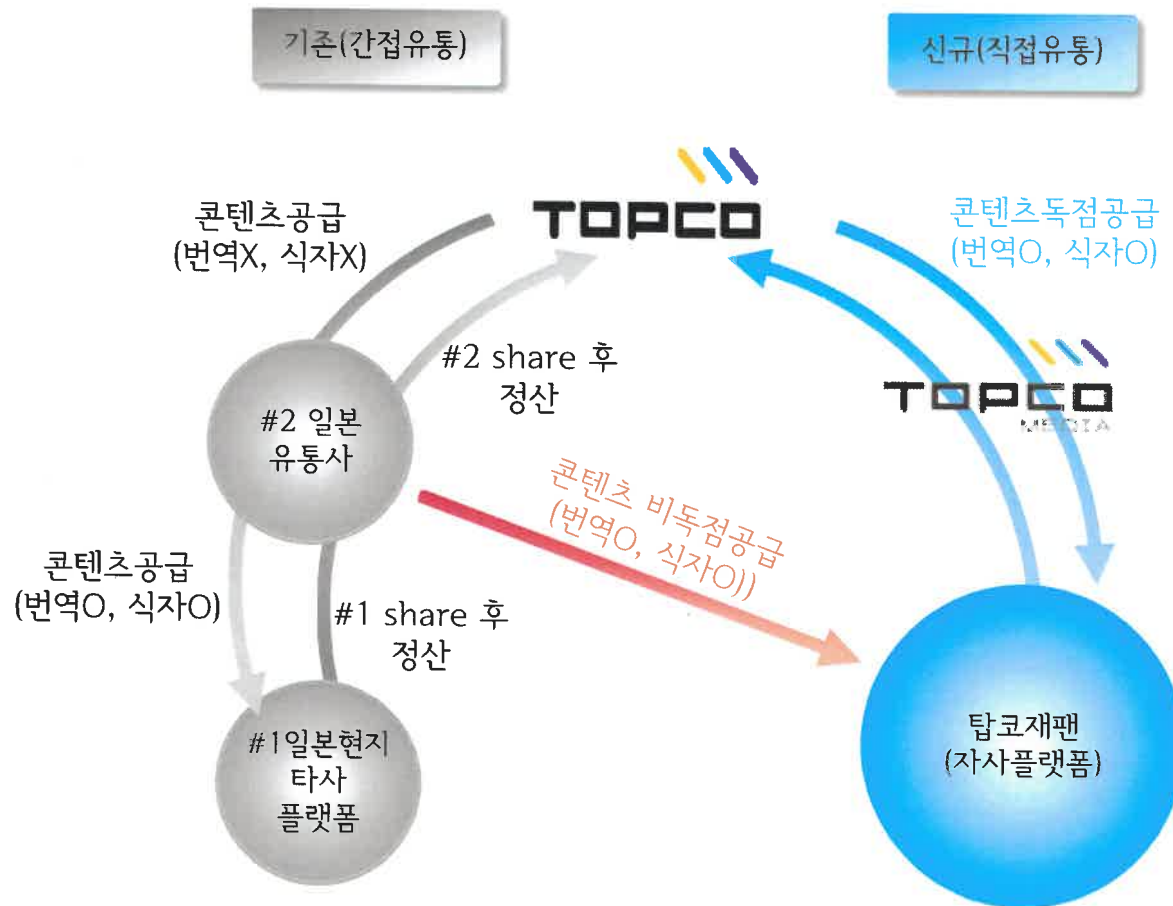 기존(간접유통)
신규(직접유통)
콘텐츠공급
(번역X, 식자X)
TOPCO
콘텐츠독점공급
(번역O, 식자O)
#2 share 후
정산
TOPCO
MEDIA
#2 일본
유통사
콘텐츠 비독점공급
(번역O, 식자O))
콘텐츠공급
(번역O, 식자O)
#1 share 후
정산
#1일본현지
타사
플랫폼
탑코재팬
(자사플랫폼)